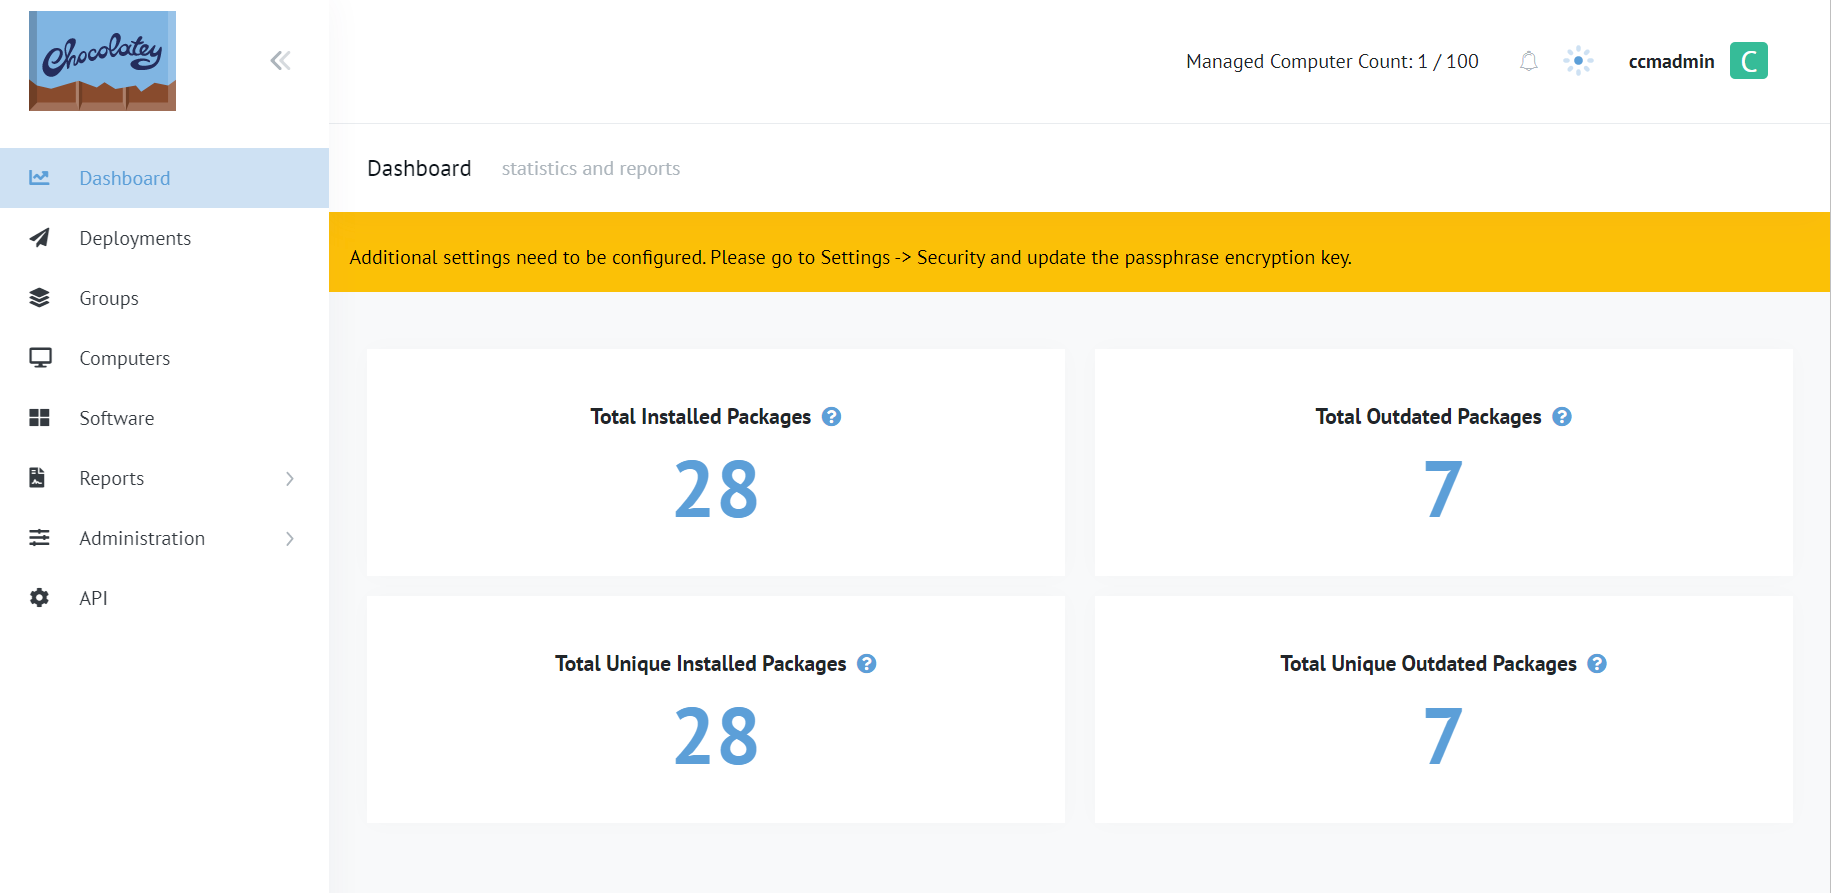 Chocolatey
Managed Computer Count: 1 / 100
ccmadmin
C
Dashboard
Deployments
Groups
Computers
Software
Reports
Administration
API
Dashboard statistics and reports
Additional settings need to be configured. Please go to Settings -> Security and update the passphrase encryption key.
Total Installed Packages ?
28
Total Outdated Packages ?
7
Total Unique Installed Packages ?
28
Total Unique Outdated Packages ?
7